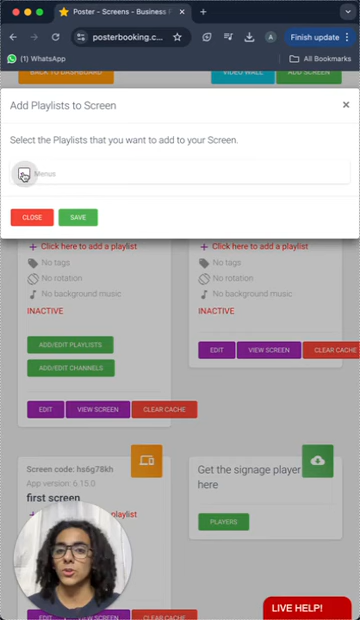 Poster - Screens - Business P
posterbooking.c...
A
Finish update
(1) WhatsApp
All Bookmarks
BACK TO DASHBOARD
VIDEO WALL
ADD SCREEN
Add Playlists to Screen
×
Select the Playlists that you want to add to your Screen.
Menus
CLOSE
SAVE
+ Click here to add a playlist
No tags
No rotation
No background music
INACTIVE
ADD/EDIT PLAYLISTS
ADD/EDIT CHANNELS
EDIT
VIEW SCREEN
CLEAR CACHE
+ Click here to add a playlist
No tags
No rotation
No background music
INACTIVE
EDIT
VIEW SCREEN
CLEAR CACHE
Screen code: hs6g78kh
App version: 6.15.0
first screen
playlist
EDIT
VIEW SCREEN
CLEAR CACHE
Get the signage player
here
PLAYERS
LIVE HELP!